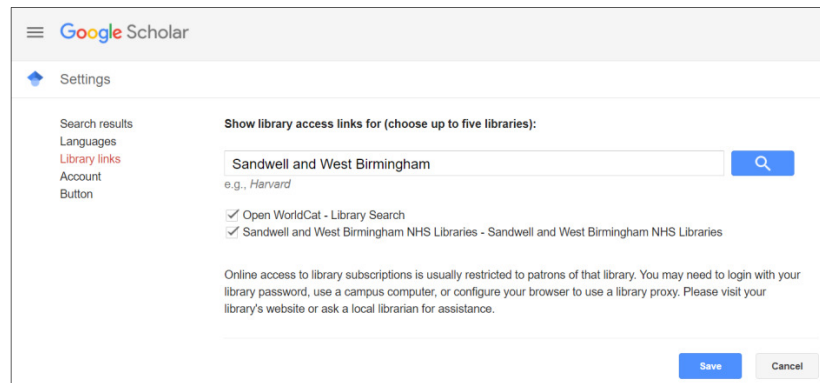 Google Scholar
Settings
Search results
Languages
Library links
Account
Button
Show library access links for (choose up to five libraries):
Sandwell and West Birmingham
e.g., Harvard
Open WorldCat - Library Search
Sandwell and West Birmingham NHS Libraries - Sandwell and West Birmingham NHS Libraries
Online access to library subscriptions is usually restricted to patrons of that library. You may need to login with your
library password, use a campus computer, or configure your browser to use a library proxy. Please visit your
library's website or ask a local librarian for assistance.
Save
Cancel